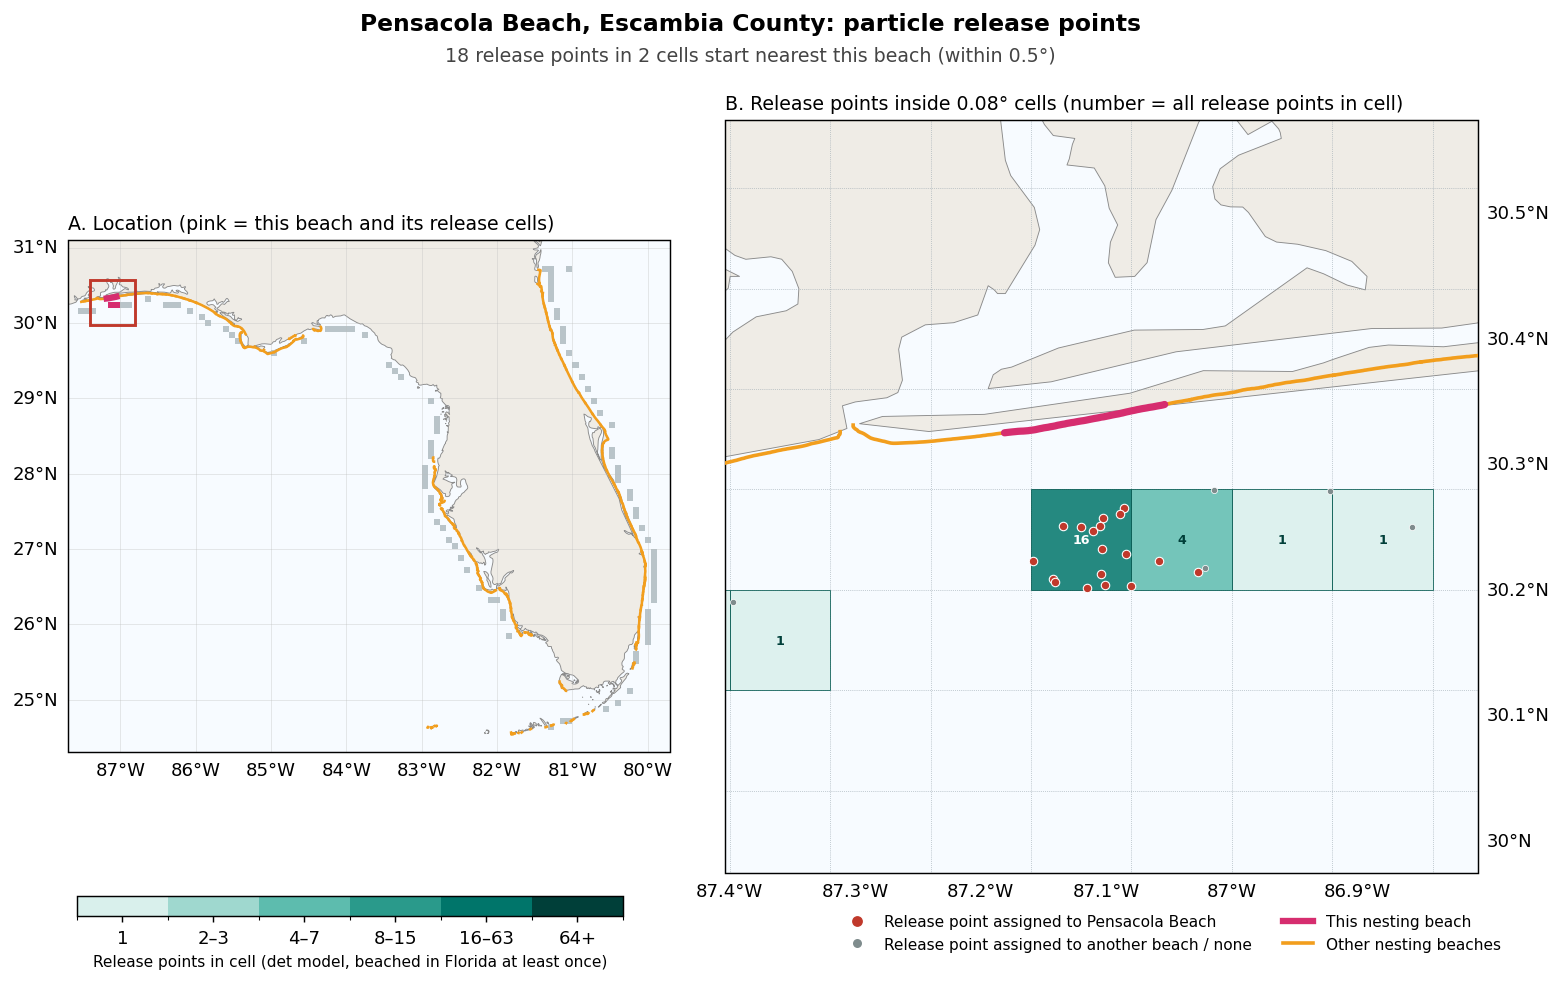 Pensacola Beach, Escambia County: particle release points
18 release points in 2 cells start nearest this beach (within 0.5°)
A. Location (pink = this beach and its release cells)
31°N
30°N
29°N
28°N
27°N
26°N
25°N
87°W 86°W 85°W 84°W 83°W 82°W 81°W 80°W
B. Release points inside 0.08° cells (number = all release points in cell)
16 4 1 1
1
30.5°N
30.4°N
30.3°N
30.2°N
30.1°N
30°N
87.4°W 87.3°W 87.2°W 87.1°W 87°W 86.9°W
1 2–3 4–7 8–15 16–63 64+
Release points in cell (det model, beached in Florida at least once)
Release point assigned to Pensacola Beach
Release point assigned to another beach / none
This nesting beach
Other nesting beaches